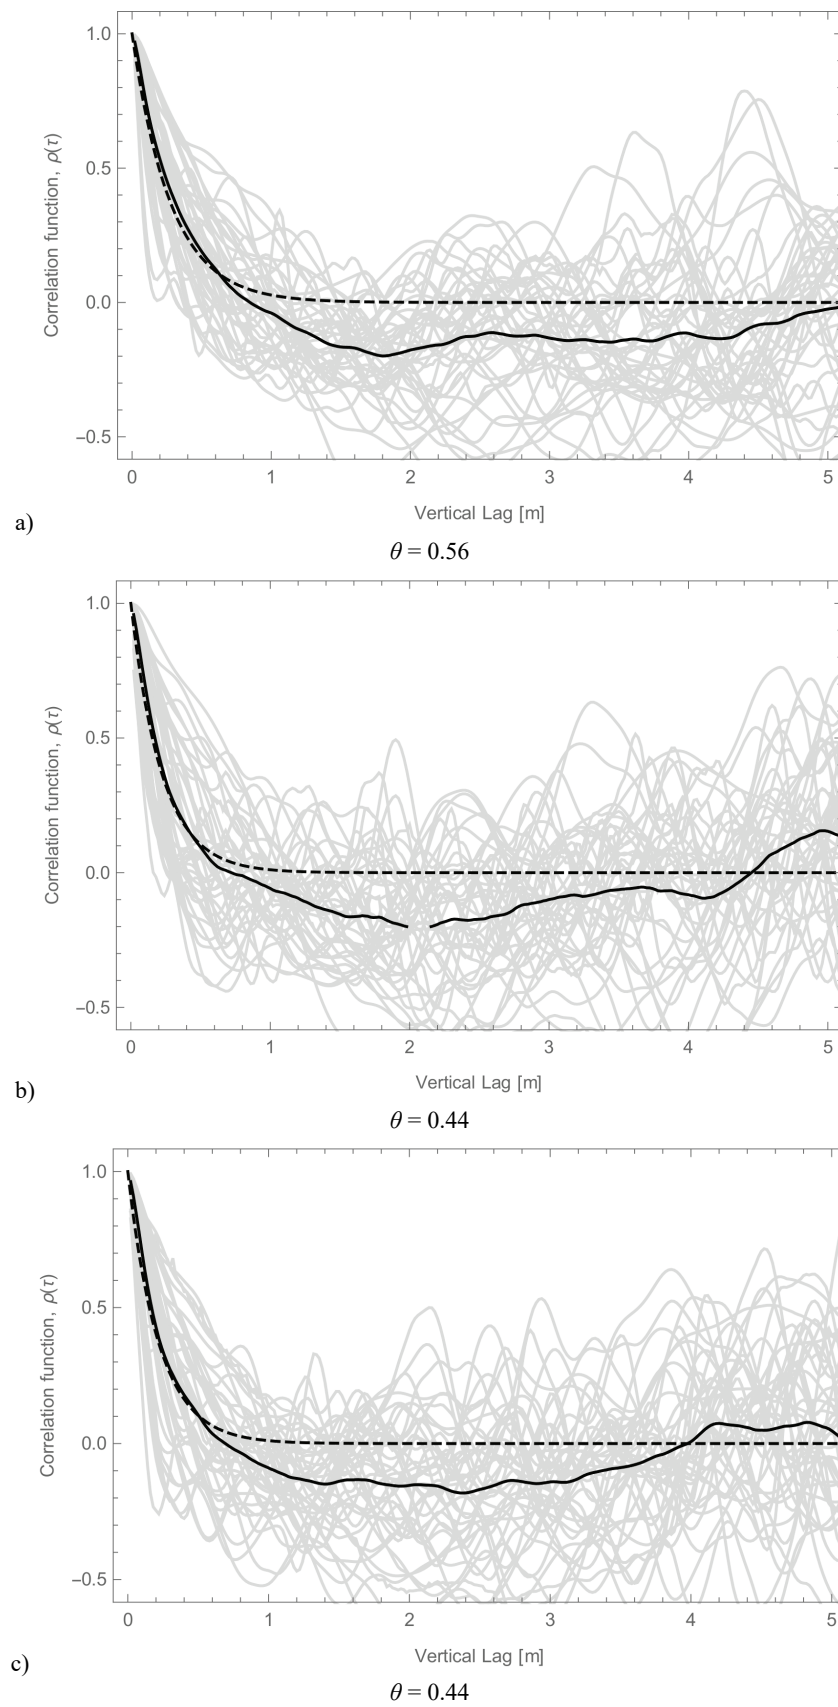 1.0
0.5
0.0
−0.5
Correlation function, ρ(τ)
0 1 2 3 4 5
Vertical Lag [m]
a)
θ = 0.56
1.0
0.5
0.0
−0.5
Correlation function, ρ(τ)
0 1 2 3 4 5
Vertical Lag [m]
b)
θ = 0.44
1.0
0.5
0.0
−0.5
Correlation function, ρ(τ)
0 1 2 3 4 5
Vertical Lag [m]
c)
θ = 0.44